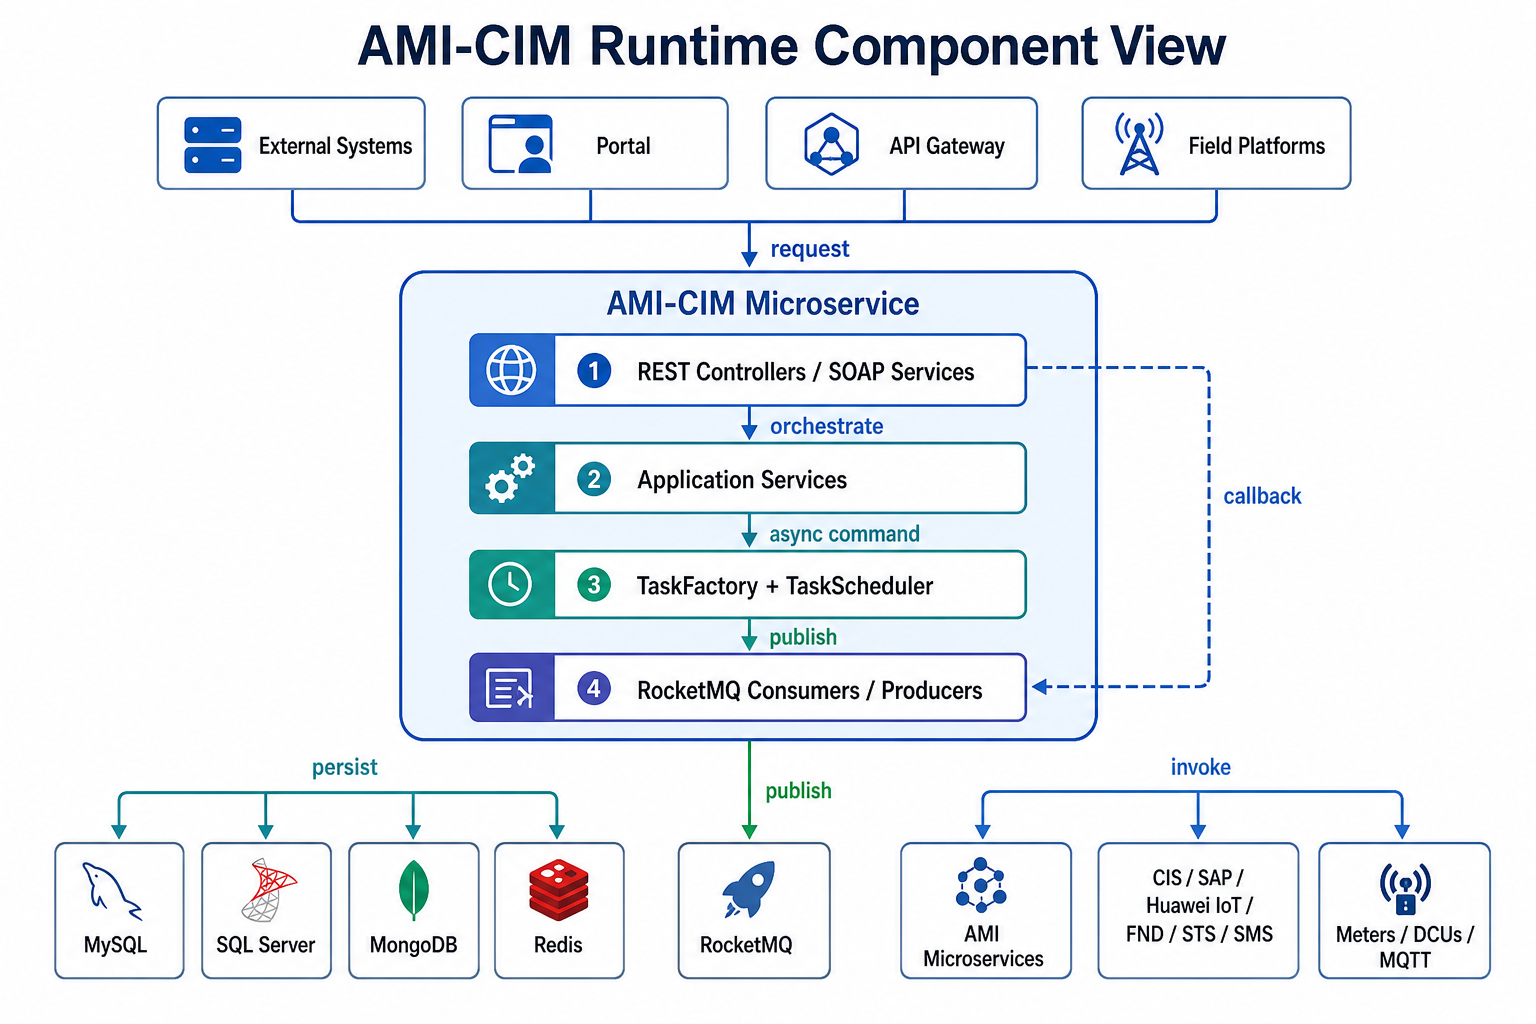 AMI-CIM Runtime Component View
External Systems
Portal
API Gateway
Field Platforms
request
AMI-CIM Microservice
1 REST Controllers / SOAP Services
orchestrate
2 Application Services
callback
async command
3 TaskFactory + TaskScheduler
publish
4 RocketMQ Consumers / Producers
persist
publish
invoke
MySQL
SQL Server
MongoDB
Redis
RocketMQ
AMI
Microservices
CIS / SAP /
Huawei IoT /
FND / STS / SMS
Meters / DCUs /
MQTT